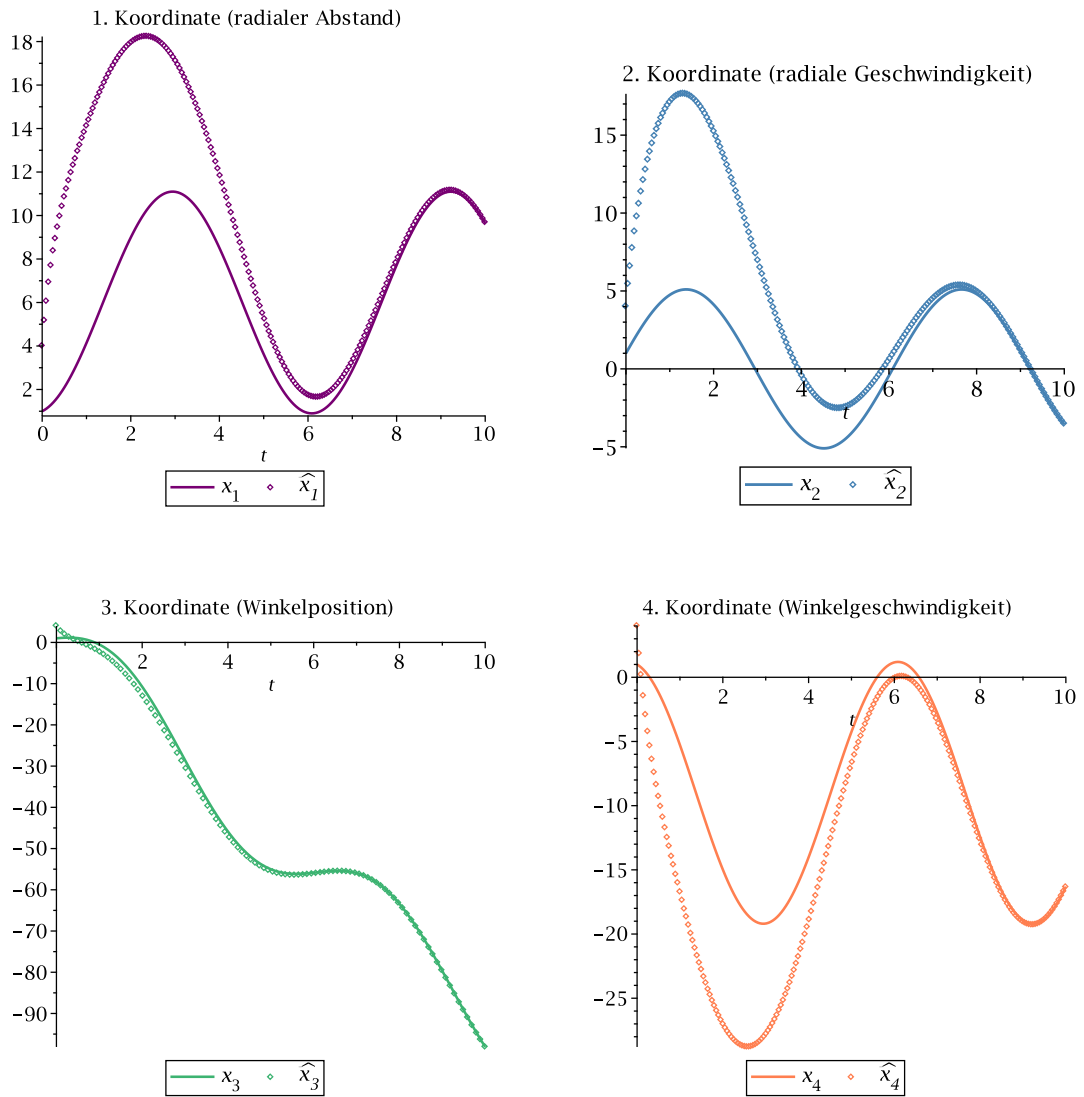 1. Koordinate (radialer Abstand)
18
16
14
12
10
8
6
4
2
0 2 4 6 8 10
t
x1 x̂1
2. Koordinate (radiale Geschwindigkeit)
15
10
5
0
−5
2 4 6 8 10
t
x2 x̂2
3. Koordinate (Winkelposition)
0
−10
−20
−30
−40
−50
−60
−70
−80
−90
2 4 6 8 10
t
x3 x̂3
4. Koordinate (Winkelgeschwindigkeit)
0
−5
−10
−15
−20
−25
2 4 6 8 10
t
x4 x̂4